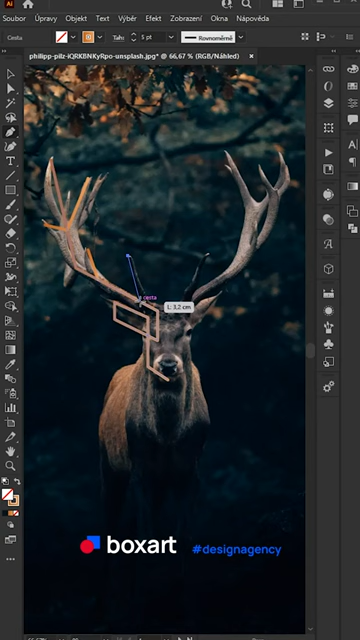 Ai
Soubor Úpravy Objekt Text Výběr Efekt Zobrazení Okna Nápověda
Cesta Tah: 5 pt Rovnoměrné
philipp-pilz-iQRKBNKyRpo-unsplash.jpg* @ 66,67 % (RGB/Náhled)
cesta
L: 3,2 cm
boxart #designagency